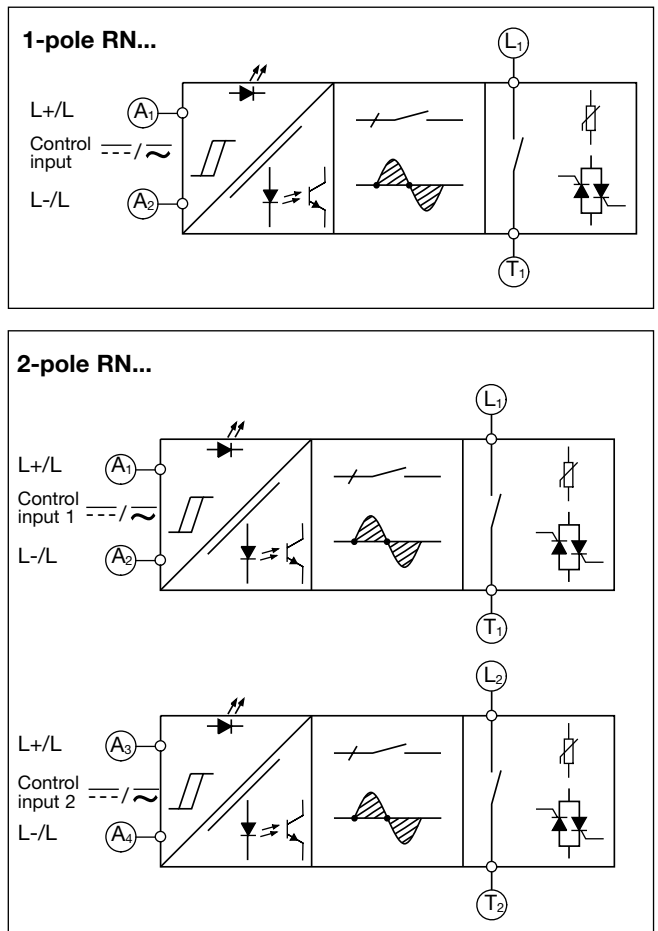 1-pole RN...
L1
L+/L A1
Control
input
L-/L A2
T1
2-pole RN...
L1
L+/L A1
Control
input 1
L-/L A2
T1
L2
L+/L A3
Control
input 2
L-/L A4
T2